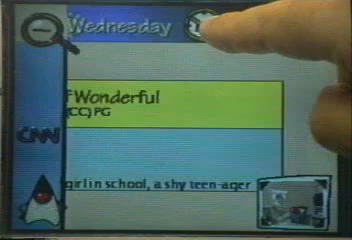 Wednesday
Wonderful
(CC) PG
CNN
girl in school, a shy teen-ager